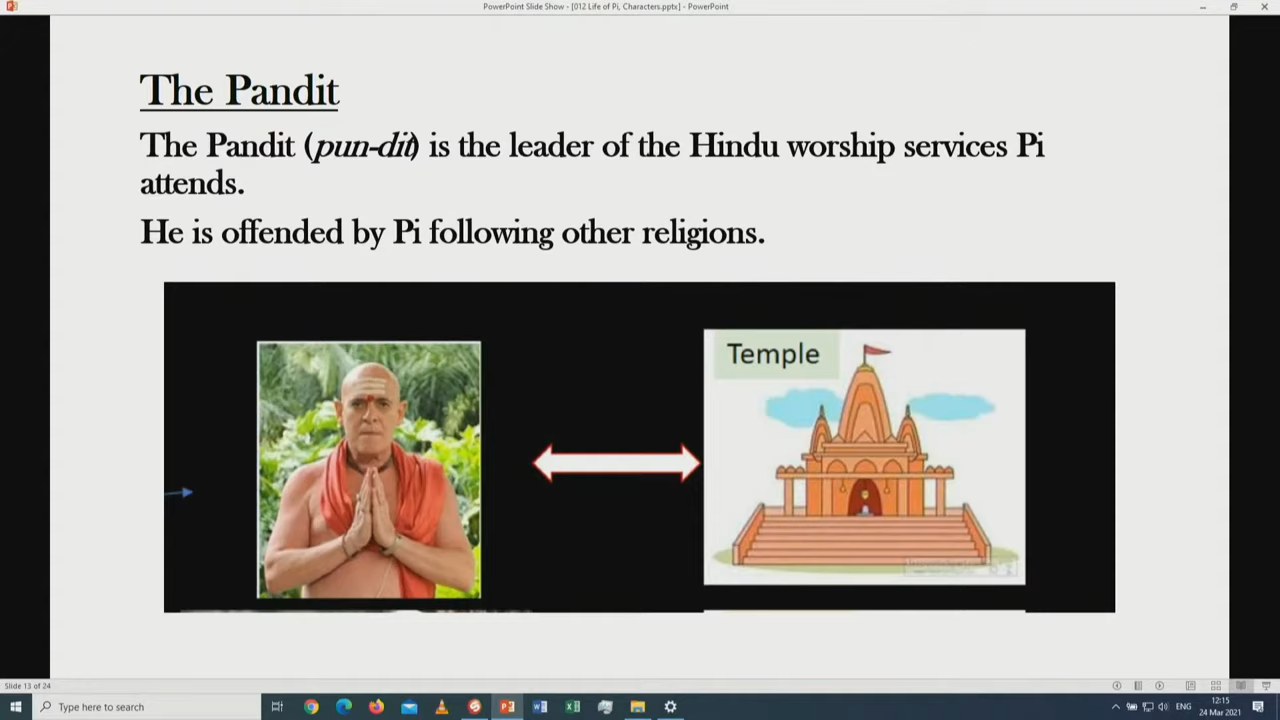 PowerPoint Slide Show - [012 Life of Pi, Characters.pptx] - PowerPoint
The Pandit
The Pandit (pun-dit) is the leader of the Hindu worship services Pi
attends.
He is offended by Pi following other religions.
Temple
Slide 13 of 24
Type here to search
ENG
12:15
24 Mar 2021